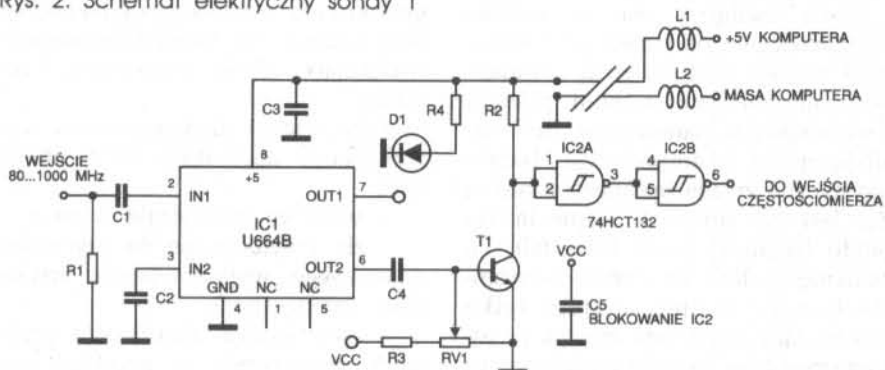 Rys. 2. Schemat elektryczny sondy 1
L1
+5V KOMPUTERA
L2
MASA KOMPUTERA
C3
D1
R4
R2
IC2A
IC2B
1
2
3
4
5
6
74HCT132
DO WEJŚCIA
CZĘSTOŚCIOMIERZA
WEJŚCIE
80...1000 MHz
C1
R1
C2
8
+5
2
IN1
OUT1
7
IC1
U664B
3
IN2
OUT2
6
GND
NC
NC
4
1
5
C4
T1
VCC
R3
RV1
VCC
C5
BLOKOWANIE IC2